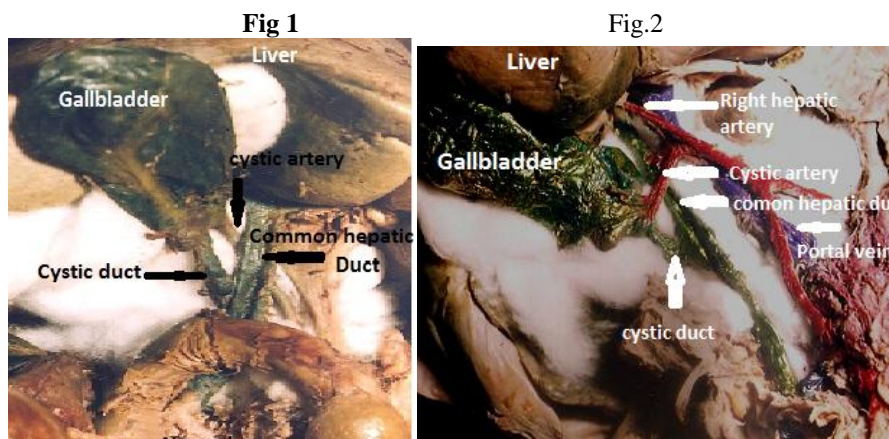 Fig 1
Fig.2
Liver
Gallbladder
cystic artery
Common hepatic
Duct
Cystic duct
Liver
Right hepatic
artery
Gallbladder
Cystic artery
comon hepatic du
Portal vein
cystic duct